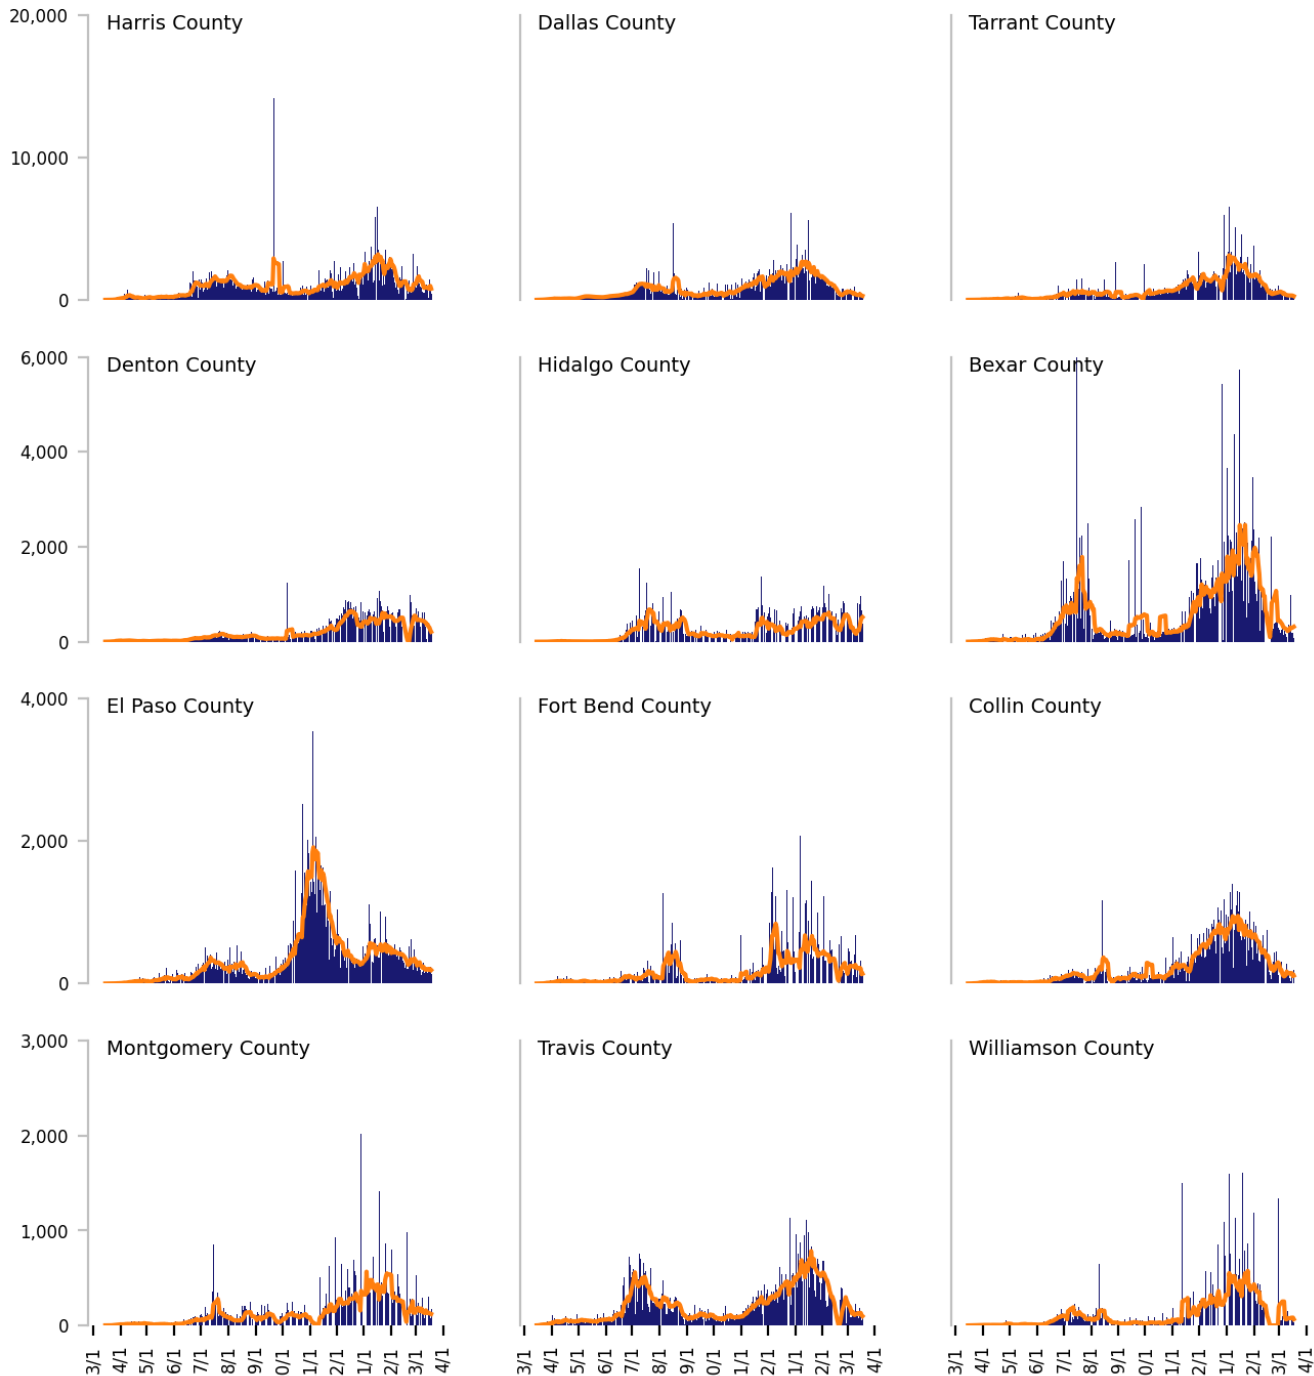 20,000 Harris County Dallas County Tarrant County
10,000
0
6,000 Denton County Hidalgo County Bexar County
4,000
2,000
0
4,000 El Paso County Fort Bend County Collin County
2,000
0
3,000 Montgomery County Travis County Williamson County
2,000
1,000
0
3/1 4/1 5/1 6/1 7/1 8/1 9/1 0/1 1/1 2/1 1/1 2/1 3/1 4/1 3/1 4/1 5/1 6/1 7/1 8/1 9/1 0/1 1/1 2/1 1/1 2/1 3/1 4/1 3/1 4/1 5/1 6/1 7/1 8/1 9/1 0/1 1/1 2/1 1/1 2/1 3/1 4/1